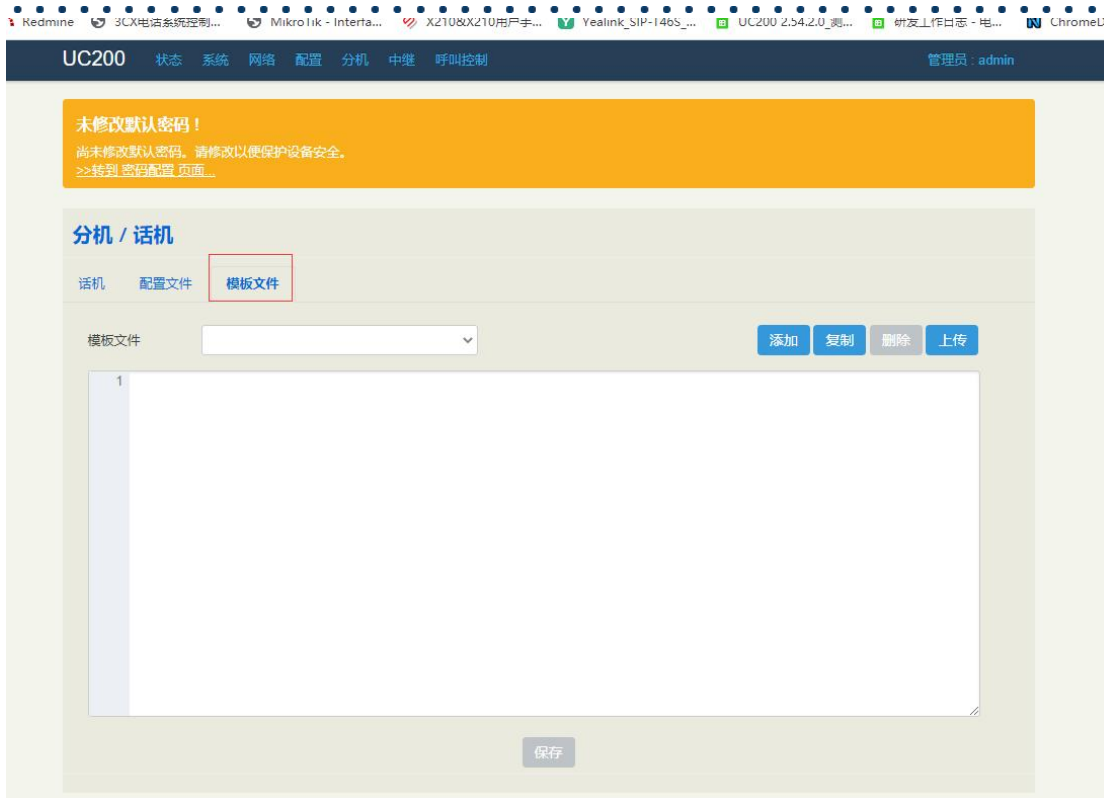 Redmine 3CX电话系统控制... MikroTik - Interfa... X210&X210用户手... Yealink_SIP-T46S_... UC200 2.54.2.0_测... 研发工作日志 - 电... ChromeD
UC200 状态 系统 网络 配置 分机 中继 呼叫控制 管理员 : admin
未修改默认密码！
尚未修改默认密码。请修改以便保护设备安全。
>>转到 密码配置 页面...
分机 / 话机
话机 配置文件 模板文件
模板文件 添加 复制 删除 上传
1
保存